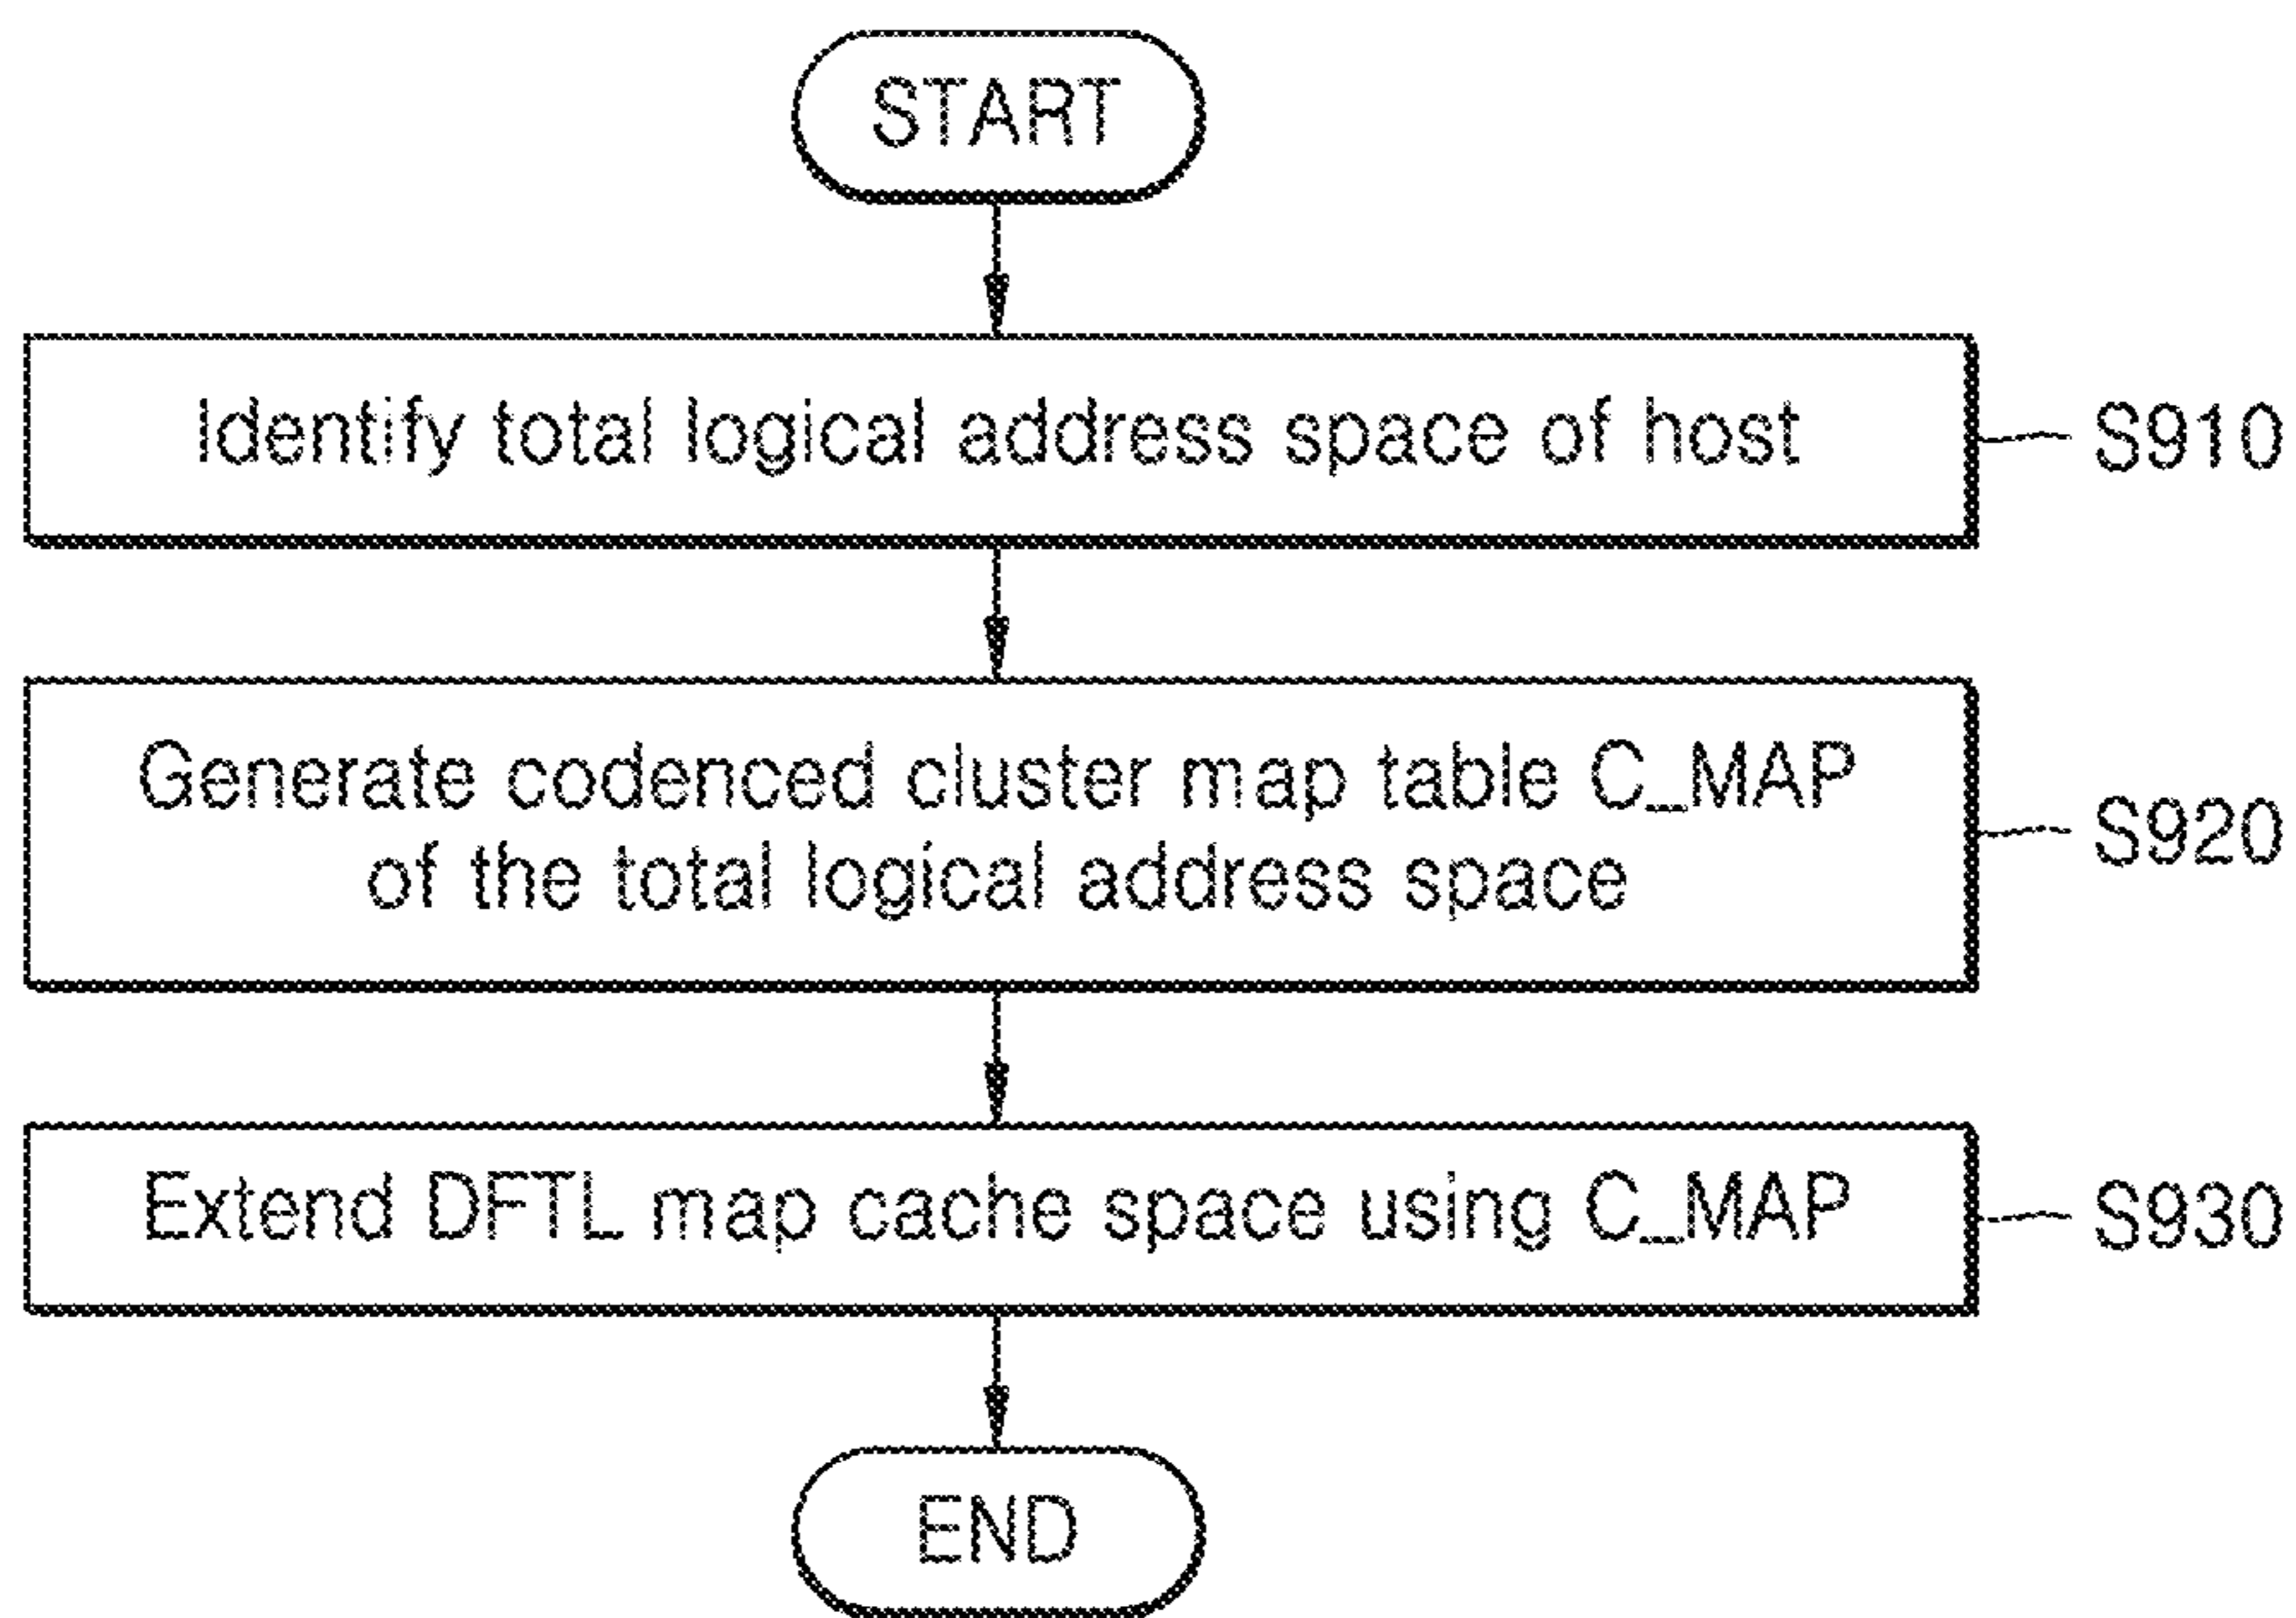 START
Identify total logical address space of host
S910
Generate codenced cluster map table C_MAP
of the total logical address space
S920
Extend DFTL map cache space using C_MAP
S930
END